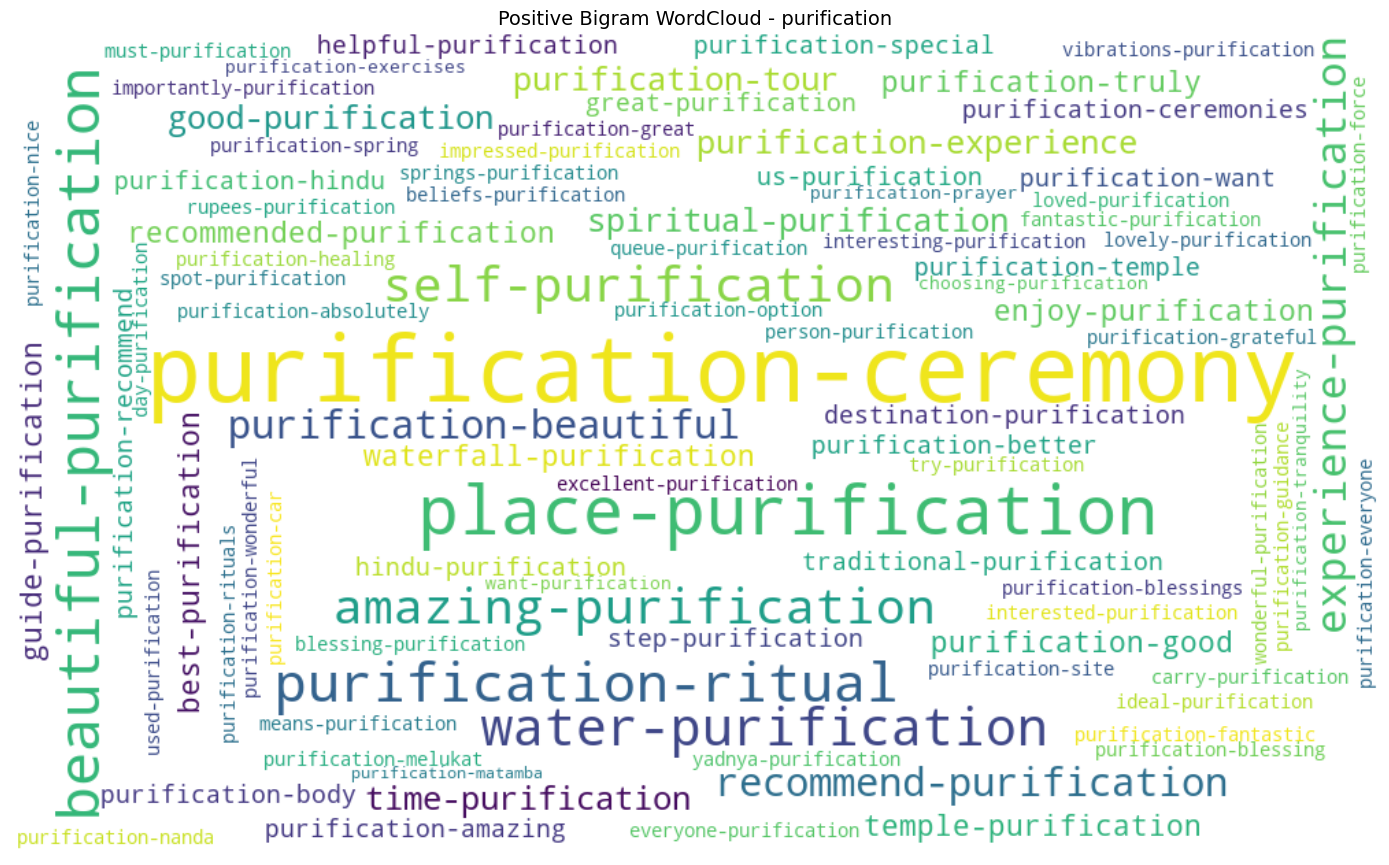 Positive Bigram WordCloud - purification
must-purification
helpful-purification
purification-special
vibrations-purification
purification-exercises
importantly-purification
purification-tour
purification-truly
great-purification
purification-ceremonies
good-purification
purification-great
purification-experience
purification-spring
impressed-purification
purification-hindu
springs-purification
us-purification
purification-want
beliefs-purification
purification-prayer
loved-purification
rupees-purification
spiritual-purification
fantastic-purification
recommended-purification
queue-purification
interesting-purification
lovely-purification
purification-healing
spot-purification
self-purification
purification-temple
choosing-purification
purification-absolutely
purification-option
enjoy-purification
person-purification
purification-grateful
purification-ceremony
purification-beautiful
destination-purification
waterfall-purification
purification-better
try-purification
excellent-purification
place-purification
hindu-purification
traditional-purification
want-purification
purification-blessings
amazing-purification
interested-purification
blessing-purification
step-purification
purification-good
purification-site
carry-purification
purification-ritual
ideal-purification
means-purification
water-purification
purification-fantastic
purification-blessing
purification-melukat
yadnya-purification
purification-matamba
recommend-purification
purification-body
time-purification
purification-nanda
purification-amazing
everyone-purification
temple-purification
purification-nice
guide-purification
beautiful-purification
purification-recommend
day-purification
used-purification
best-purification
purification-rituals
purification-wonderful
purification-car
wonderful-purification
purification-guidance
purification-tranquility
experience-purification
purification-force
purification-everyone